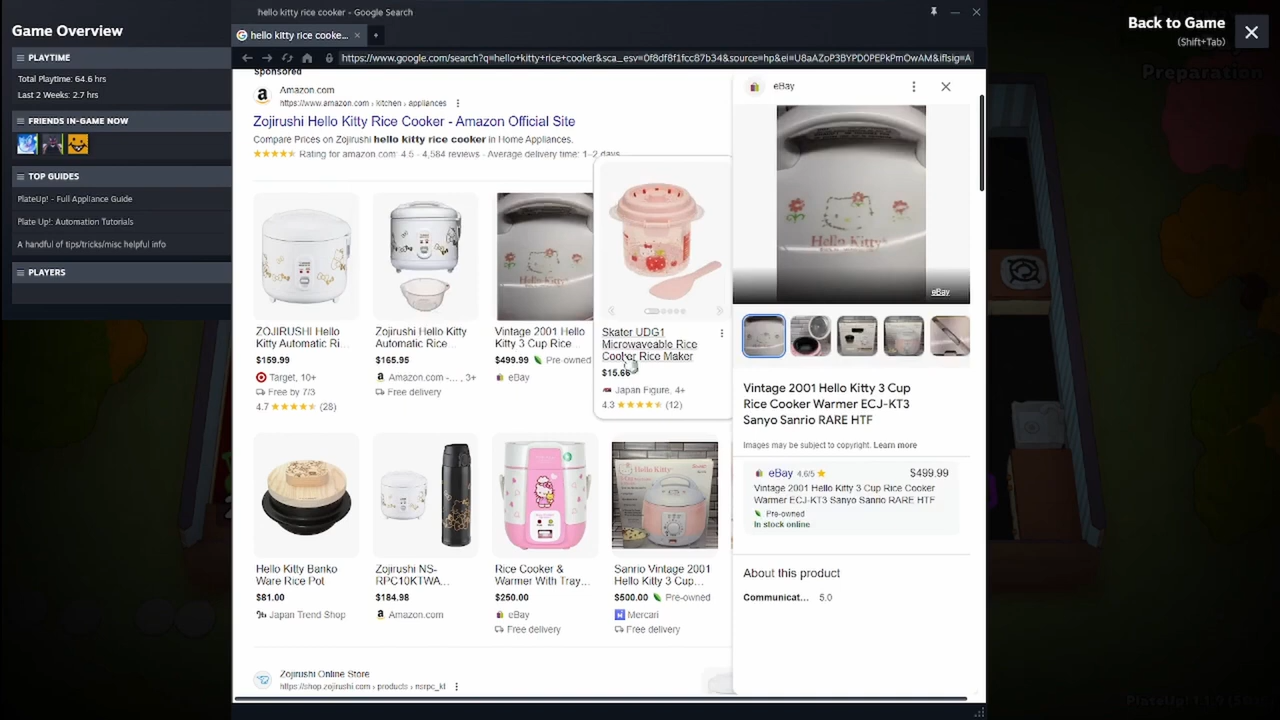 Game Overview
PLAYTIME
Total Playtime: 64.6 hrs
Last 2 Weeks: 2.7 hrs
FRIENDS IN-GAME NOW
TOP GUIDES
PlateUp! - Full Appliance Guide
Plate Up!: Automation Tutorials
A handful of tips/tricks/misc helpful info
PLAYERS
hello kitty rice cooker - Google Search
hello kitty rice cooke...
https://www.google.com/search?q=hello+kitty+rice+cooker&sca_esv=0f8df8f1fcc87b34&source=hp&ei=U8aAZoP3BYPD0PEPkPmOwAM&iflsig=A
Back to Game
(Shift+Tab)
Preparation
Sponsored
Amazon.com
https://www.amazon.com › kitchen › appliances
Zojirushi Hello Kitty Rice Cooker - Amazon Official Site
Compare Prices on Zojirushi hello kitty rice cooker in Home Appliances.
Rating for amazon.com: 4.5 - 4,584 reviews - Average delivery time: 1–2 days
ZOJIRUSHI Hello
Kitty Automatic Ri...
$159.99
Target, 10+
Free by 7/3
4.7 (28)
Zojirushi Hello Kitty
Automatic Rice...
$165.95
Amazon.com -..., 3+
Free delivery
Hello Kitty
Vintage 2001 Hello
Kitty 3 Cup Rice...
$499.99 Pre-owned
eBay
Skater UDG1
Microwaveable Rice
Cooker Rice Maker
$15.66
Japan Figure, 4+
4.3 (12)
Hello Kitty Banko
Ware Rice Pot
$81.00
Japan Trend Shop
Zojirushi NS-
RPC10KTWA...
$184.98
Amazon.com
Rice Cooker &
Warmer With Tray...
$250.00
eBay
Free delivery
Hello Kitty
Sanrio Vintage 2001
Hello Kitty 3 Cup...
$500.00 Pre-owned
Mercari
Free delivery
Zojirushi Online Store
https://shop.zojirushi.com › products › nsrpc_kt
eBay
Hello Kitty
eBay
Vintage 2001 Hello Kitty 3 Cup
Rice Cooker Warmer ECJ-KT3
Sanyo Sanrio RARE HTF
Images may be subject to copyright. Learn more
eBay 4.6/5 $499.99
Vintage 2001 Hello Kitty 3 Cup Rice Cooker
Warmer ECJ-KT3 Sanyo Sanrio RARE HTF
Pre-owned
In stock online
About this product
Communicat... 5.0